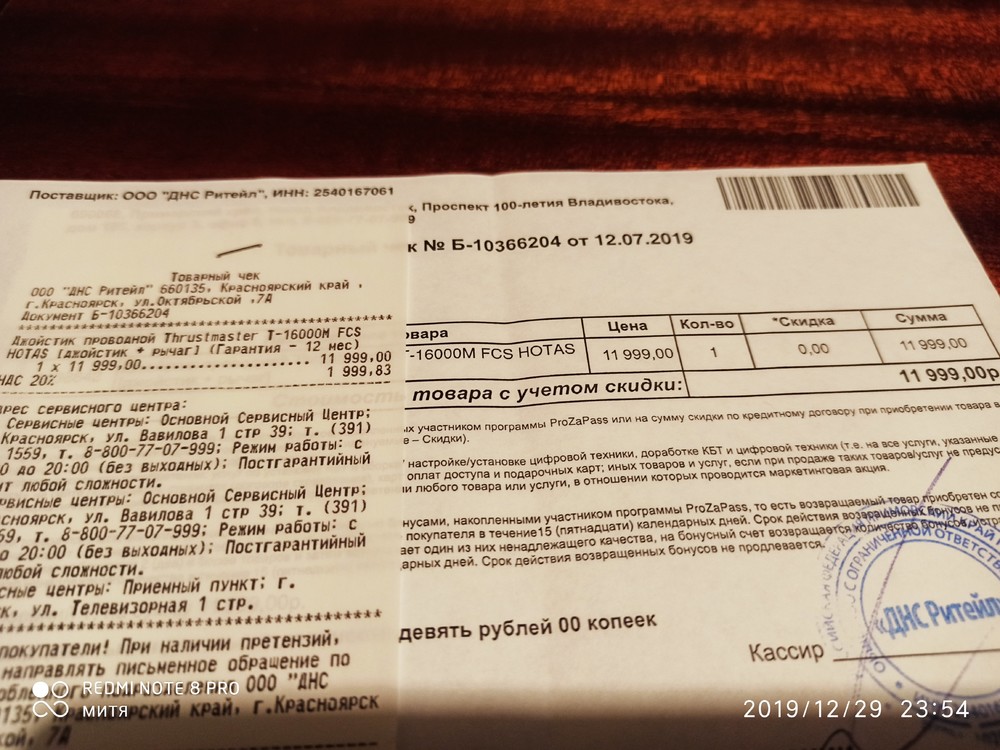 Поставщик: ООО "ДНС Ритейл", ИНН: 2540167061
Товарный чек
ООО "ДНС Ритейл" 660135, Красноярский край ,
г.Красноярск, ул.Октябрьской ,7А
Документ Б-10366204
Джойстик проводной Thrustmaster T-16000M FCS
HOTAS [джойстик + рычаг] (Гарантия - 12 мес)
1 x 11 999,00.................... 11 999,00
НДС 20% 1 999,83
рес сервисного центра:
Сервисные центры: Основной Сервисный Центр;
Красноярск, ул. Вавилова 1 стр 39; т. (391)
1559, т. 8-800-77-07-999; Режим работы: с
0 до 20:00 (без выходных); Постгарантийный
нт любой сложности.
рвисные центры: Основной Сервисный Центр;
сноярск, ул. Вавилова 1 стр 39; т. (391)
59, т. 8-800-77-07-999; Режим работы: с
о 20:00 (без выходных); Постгарантийный
юбой сложности.
сные центры: Приемный пункт; г.
к, ул. Телевизорная 1 стр.
покупатели! При наличии претензий,
направлять письменное обращение по
ООО "ДНС
край, г.Красноярск
кой, 7А
к, Проспект 100-летия Владивостока,
9
к № Б-10366204 от 12.07.2019
овара Цена Кол-во *Скидка Сумма
T-16000M FCS HOTAS 11 999,00 1 0,00 11 999,00
товара с учетом скидки: 11 999,00р
ых участником программы ProZaPass или на сумму скидки по кредитному договору при приобретении товара в
е – Скидки).
настройке/установке цифровой техники, доработке КБТ и цифровой техники (т.е. на все услуги, указанные
оплат доступа и подарочных карт; иных товаров и услуг, если при продаже таких товаров/услуг не предус
и любого товара или услуги, в отношении которых проводится маркетинговая акция.
нусами, накопленными участником программы ProZaPass, то есть возвращаемый товар приобретен со
покупателя в течение15 (пятнадцати) календарных дней. Срок действия возвращенных бонусов не п
ает один из них ненадлежащего качества, на бонусный счет возвращается количество бонусов,
дарных дней. Срок действия возвращенных бонусов не продлевается.
девять рублей 00 копеек
Кассир
С ОГРАНИЧЕННОЙ ОТВЕТСТВЕ
«ДНС Ритейл
REDMI NOTE 8 PRO
МИТЯ
2019/12/29 23:54